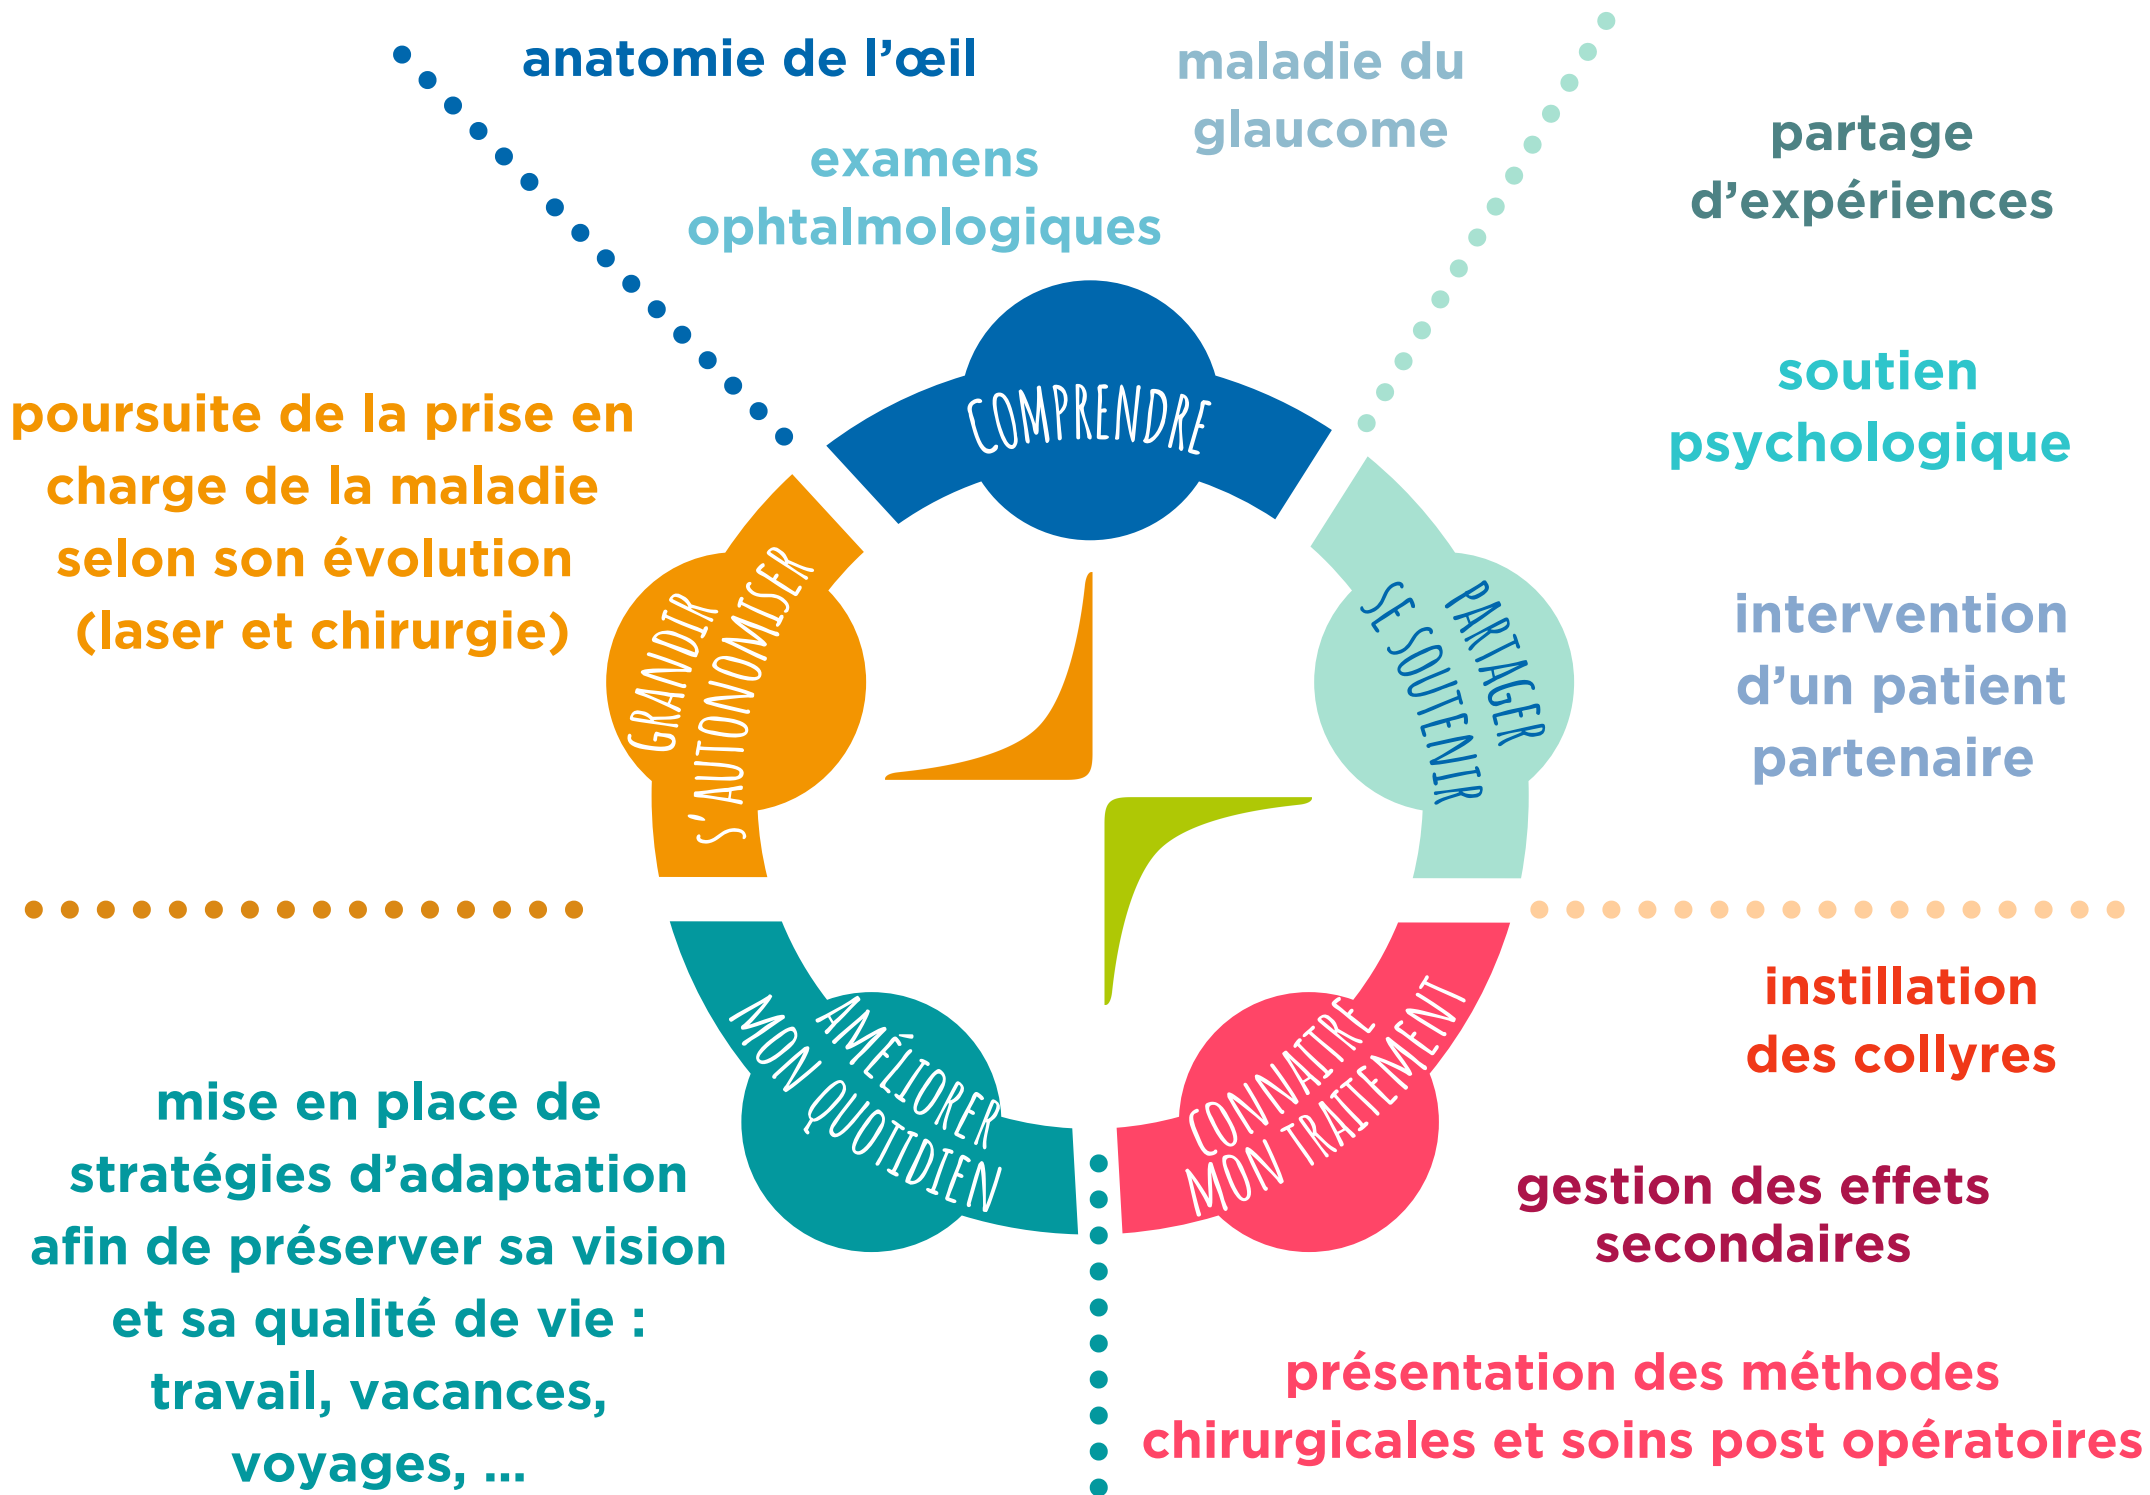 anatomie de l’œil
maladie du
glaucome
examens
ophtalmologiques
COMPRENDRE
partage
d’expériences
soutien
psychologique
intervention
d’un patient
partenaire
PARTAGER
SE SOUTENIR
instillation
des collyres
gestion des effets
secondaires
présentation des méthodes
chirurgicales et soins post opératoires
CONNAITRE
MON TRAITEMENT
AMÉLIORER
MON QUOTIDIEN
mise en place de
stratégies d’adaptation
afin de préserver sa vision
et sa qualité de vie :
travail, vacances,
voyages, ...
GRANDIR
S'AUTONOMISER
poursuite de la prise en
charge de la maladie
selon son évolution
(laser et chirurgie)